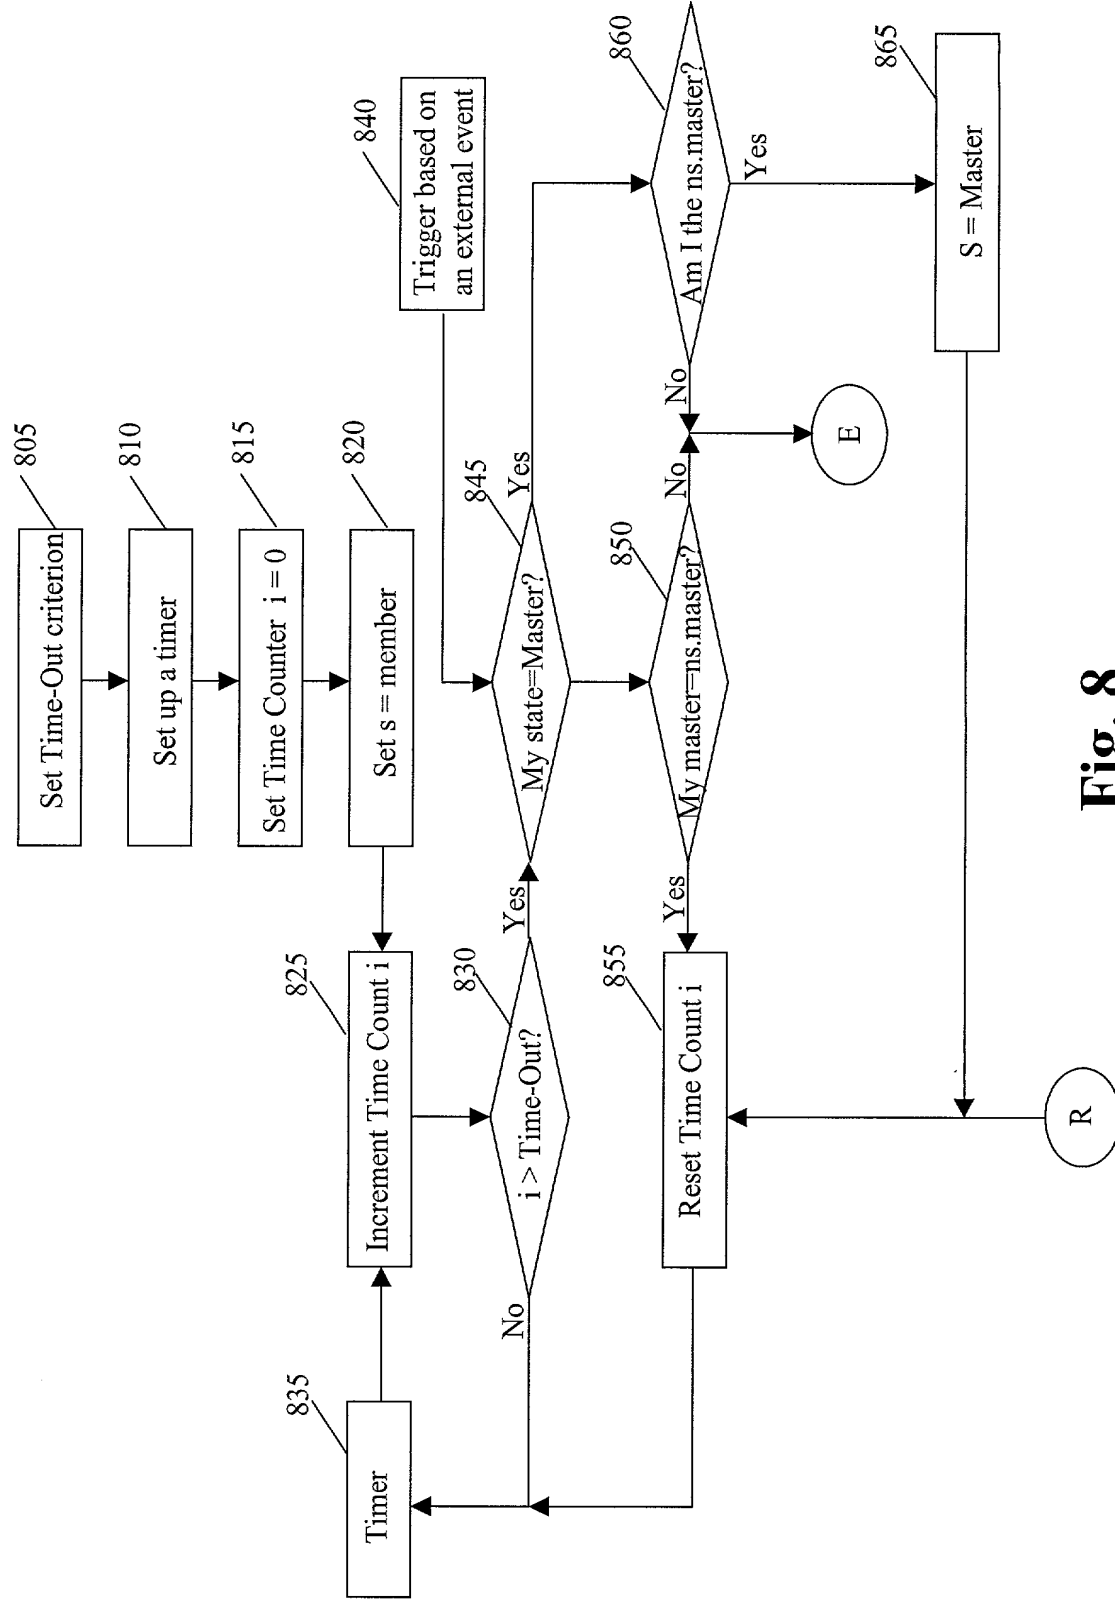 805
Set Time-Out criterion
810
Set up a timer
815
Set Time Counter i = 0
820
Set s = member
825
Increment Time Count i
835
Timer
830
i > Time-Out?
No
Yes
840
Trigger based on
an external event
845
My state=Master?
Yes
850
My master=ns.master?
Yes
No
860
Am I the ns.master?
No
Yes
855
Reset Time Count i
865
S = Master
E
R
Fig. 8